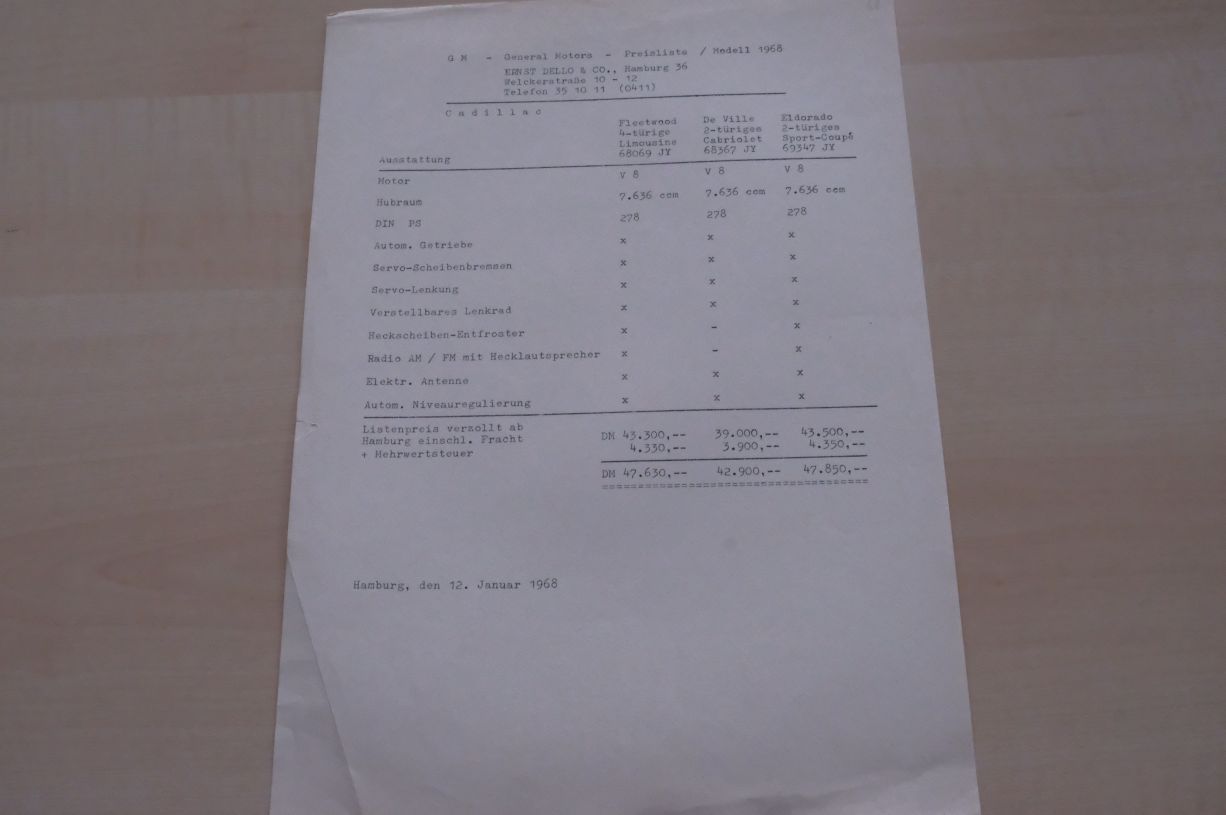 G M - General Motors - Preisliste / Modell 1968
ERNST DELLO & CO., Hamburg 36
Welckerstraße 10 - 12
Telefon 35 10 11 (0411)
C a d i l l a c
Fleetwood De Ville Eldorado
4-türige 2-türiges 2-türiges
Limousine Cabriolet Sport-Coupé
Ausstattung 68069 JY 68367 JY 69347 JY
Motor V 8 V 8 V 8
Hubraum 7.636 ccm 7.636 ccm 7.636 ccm
DIN PS 278 278 278
Autom. Getriebe x x x
Servo-Scheibenbremsen x x x
Servo-Lenkung x x x
Verstellbares Lenkrad x x x
Heckscheiben-Entfroster x - x
Radio AM / FM mit Hecklautsprecher x - x
Elektr. Antenne x x x
Autom. Niveauregulierung x x x
Listenpreis verzollt ab
Hamburg einschl. Fracht DM 43.300,-- 39.000,-- 43.500,--
+ Mehrwertsteuer 4.330,-- 3.900,-- 4.350,--
DM 47.630,-- 42.900,-- 47.850,--
Hamburg, den 12. Januar 1968